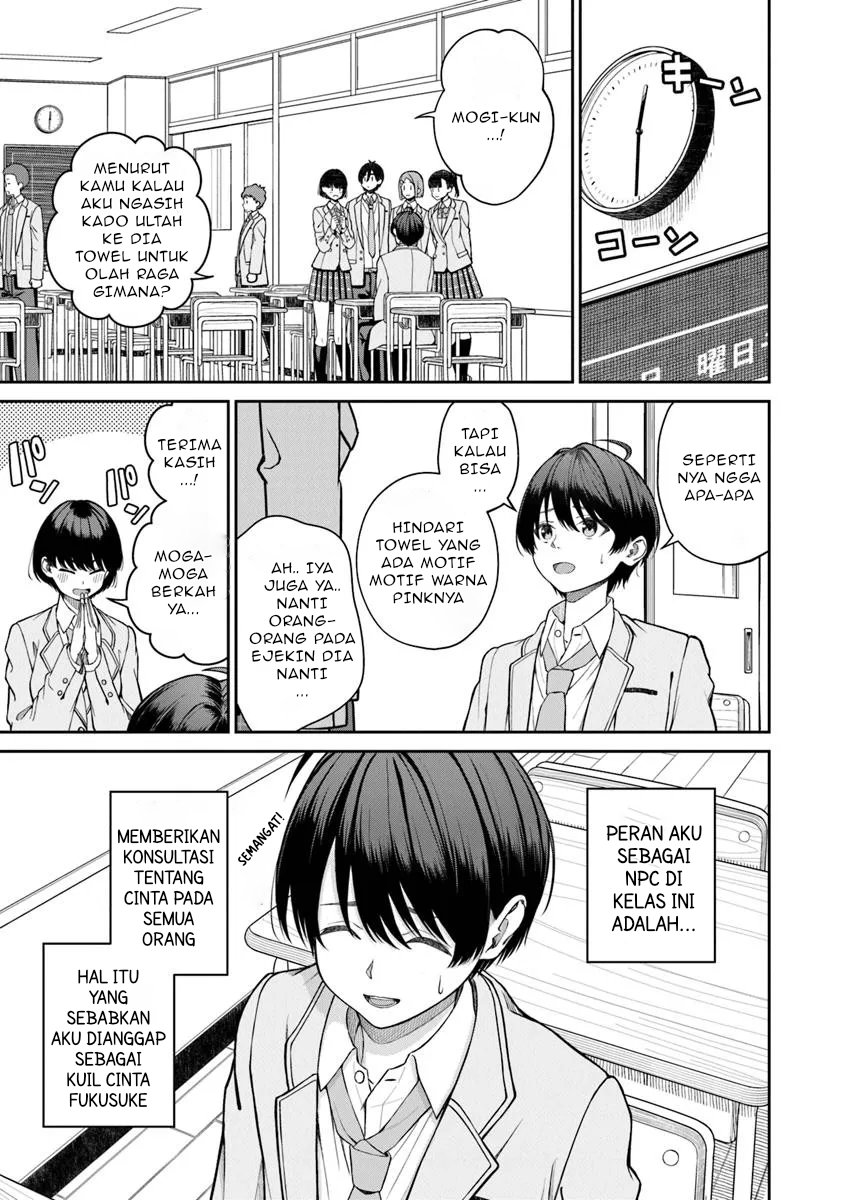 キーン
コーン
日 曜日
MOGI-KUN
...!
MENURUT
KAMU KALAU
AKU NGASIH
KADO ULTAH
KE DIA
TOWEL UNTUK
OLAH RAGA
GIMANA?
SEPERTI
NYA NGGA
APA-APA
TAPI
KALAU
BISA
...
HINDARI
TOWEL YANG
ADA MOTIF
MOTIF WARNA
PINKNYA
AH.. IYA
JUGA YA..
NANTI
ORANG-
ORANG PADA
EJEKIN DIA
NANTI
...
TERIMA
KASIH
...!
MOGA-
MOGA
BERKAH
YA...
パン
パン
PERAN AKU
SEBAGAI
NPC DI
KELAS INI
ADALAH...
SEMANGAT!
MEMBERIKAN
KONSULTASI
TENTANG
CINTA PADA
SEMUA
ORANG
HAL ITU
YANG
SEBABKAN
AKU DIANGGAP
SEBAGAI
KUIL CINTA
FUKUSUKE